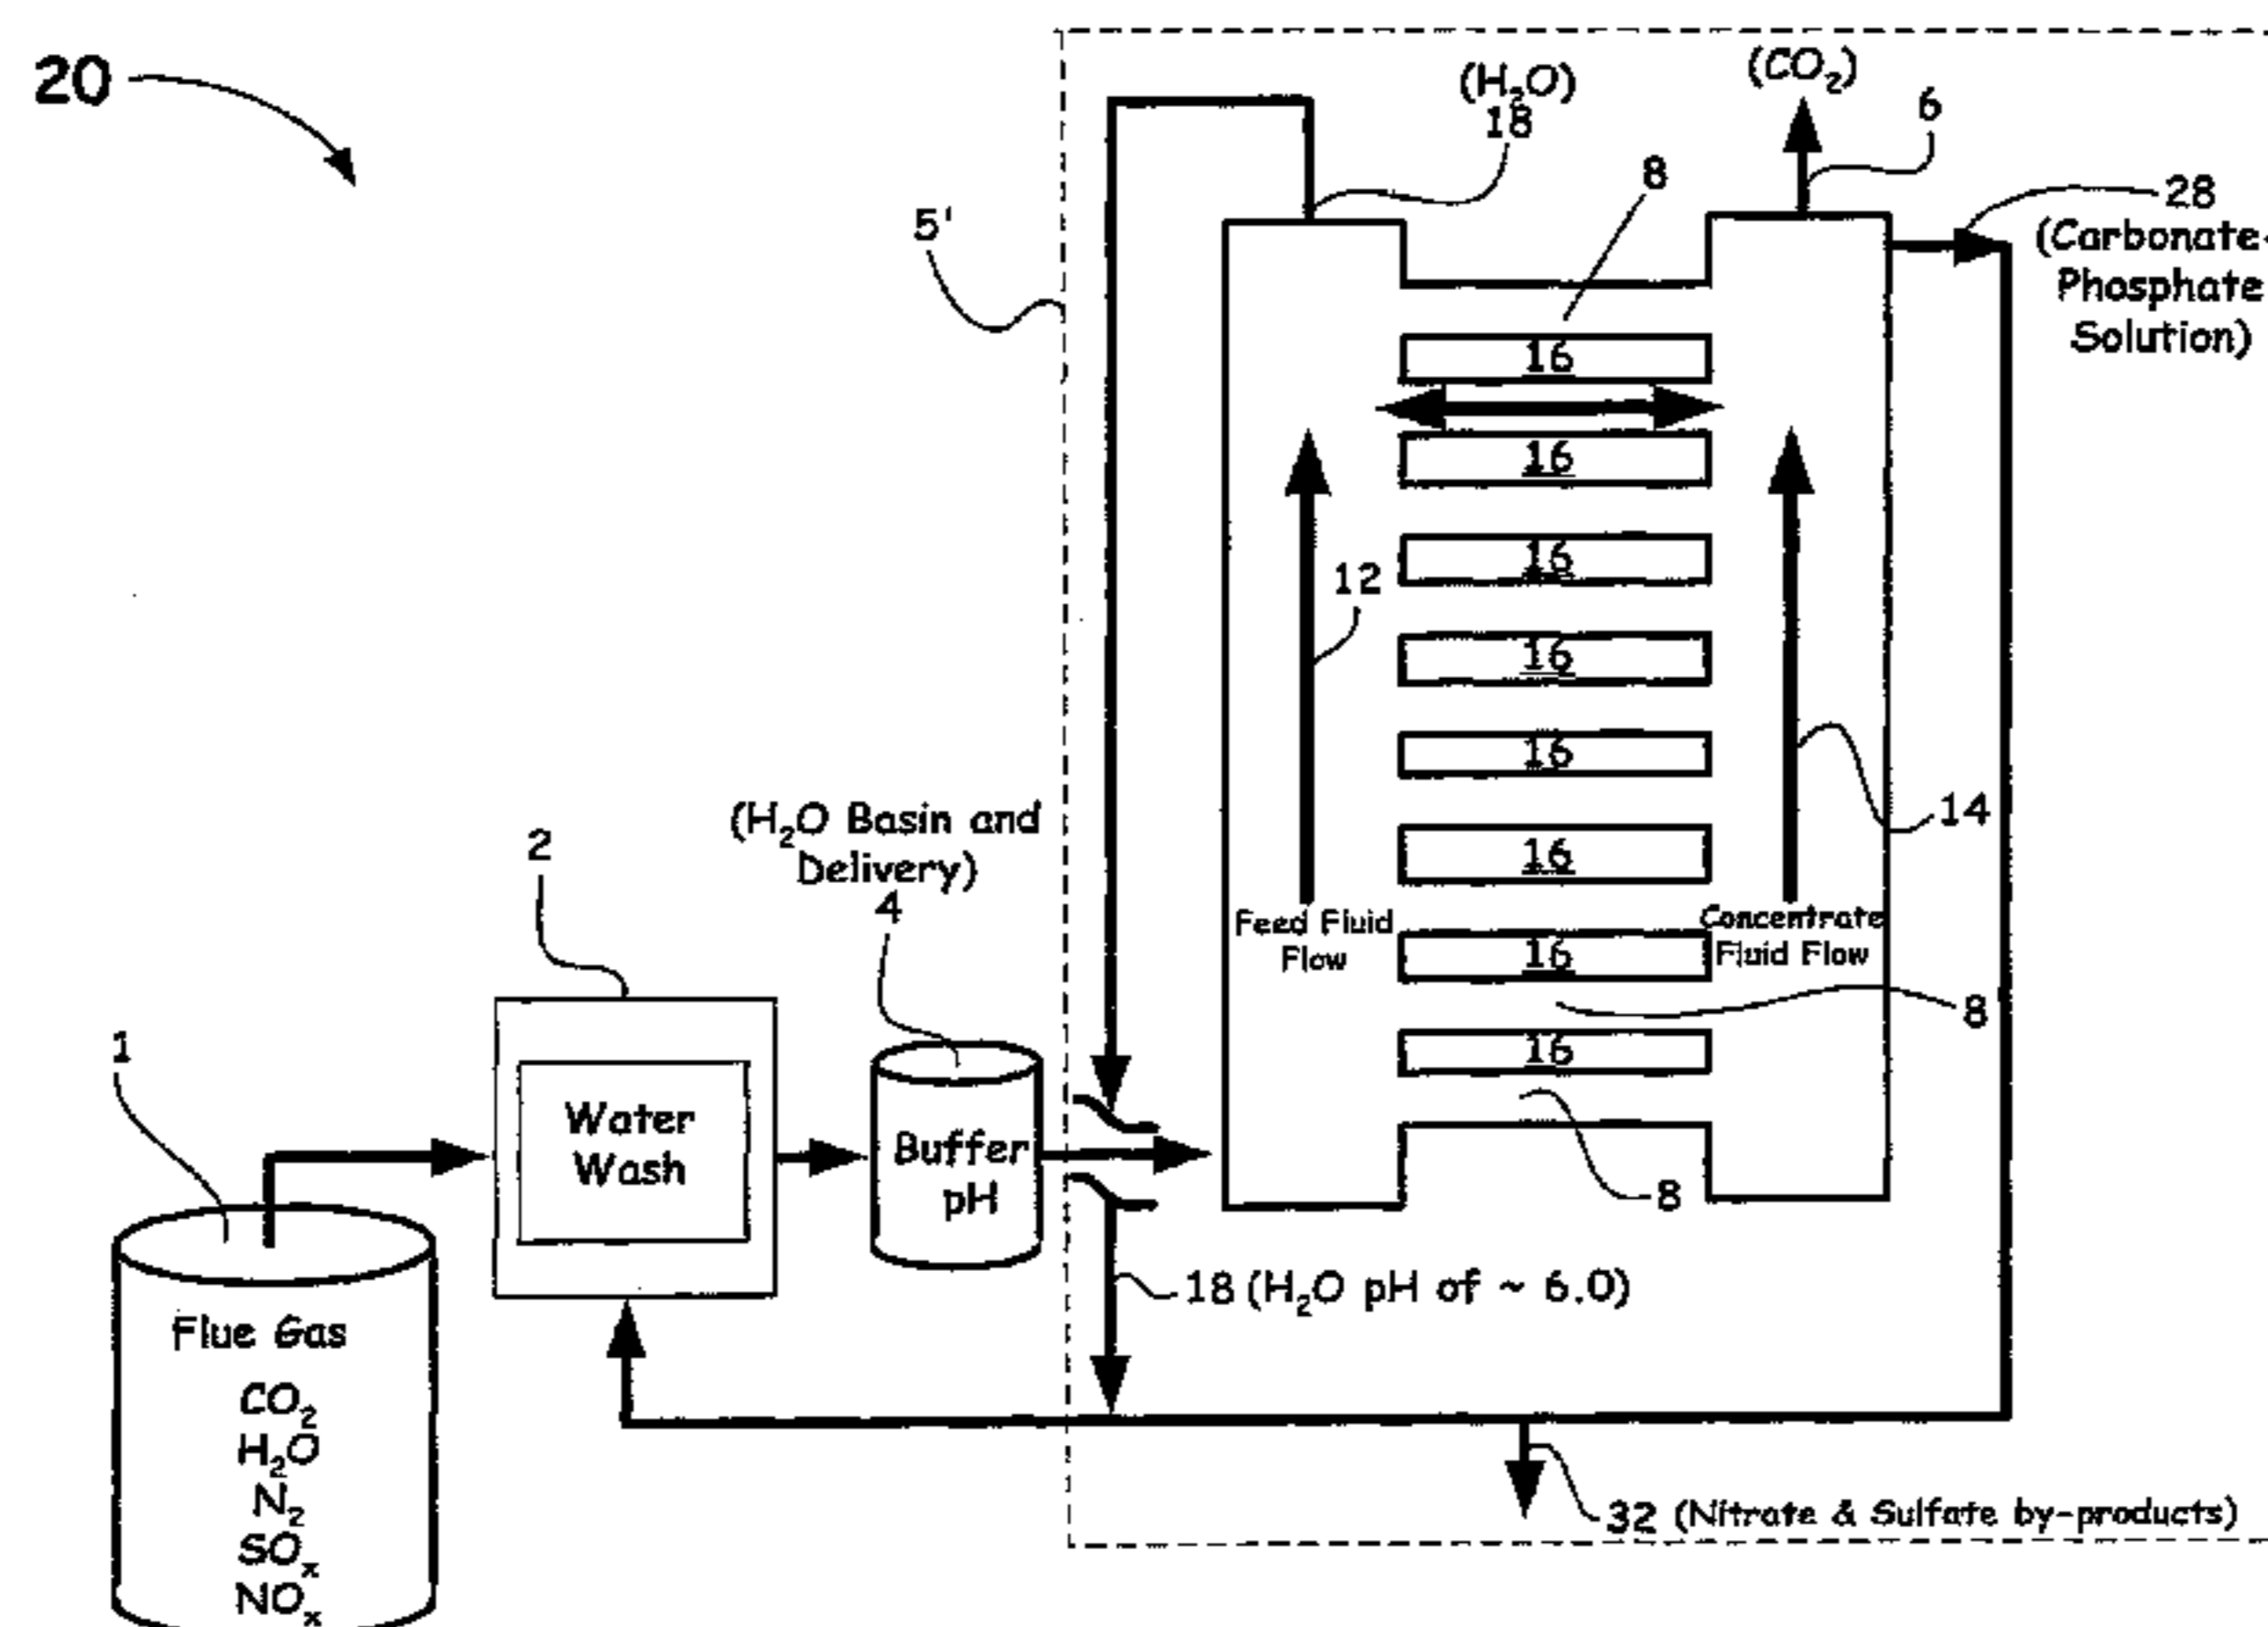 20
(H₂O)
18
(CO₂)
6
8
28
(Carbonate-
Phosphate
Solution)
5'
16
16
16
12
16
16
14
16
(H₂O Basin and
Delivery)
4
2
Feed Fluid
Flow
Concentrate
Fluid Flow
16
8
16
1
Water
Wash
Buffer
pH
8
18 (H₂O pH of ~ 6.0)
Flue Gas
CO₂
H₂O
N₂
SOₓ
NOₓ
32 (Nitrate & Sulfate by-products)